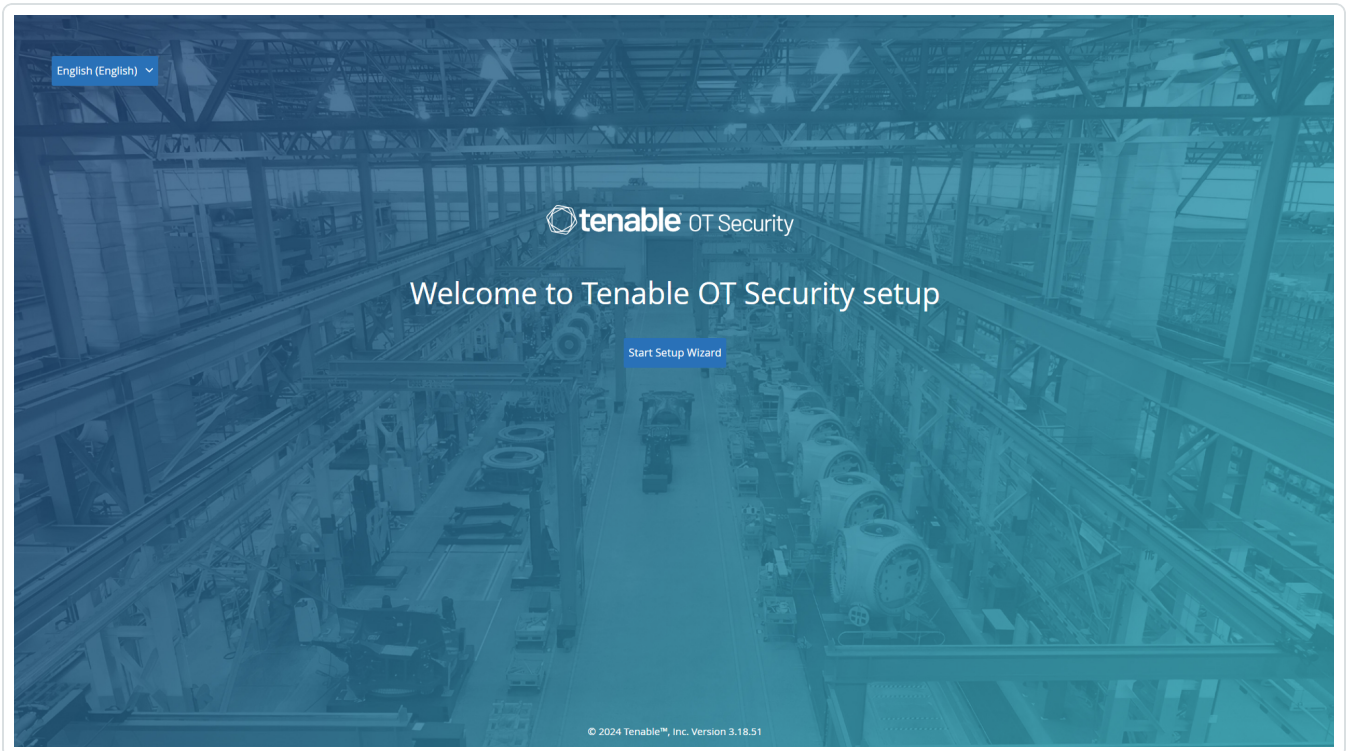 English (English)
tenable OT Security
Welcome to Tenable OT Security setup
Start Setup Wizard
© 2024 Tenable™, Inc. Version 3.18.51